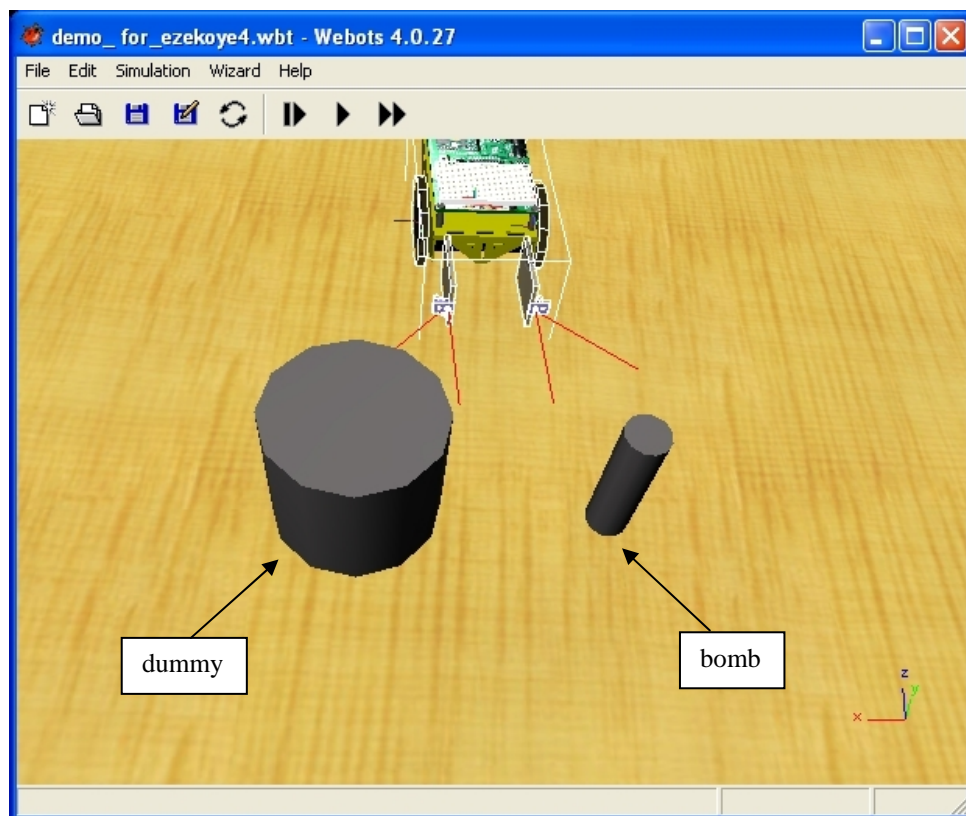 demo_ for_ezekoye4.wbt - Webots 4.0.27
File Edit Simulation Wizard Help
dummy
bomb
z
y
x